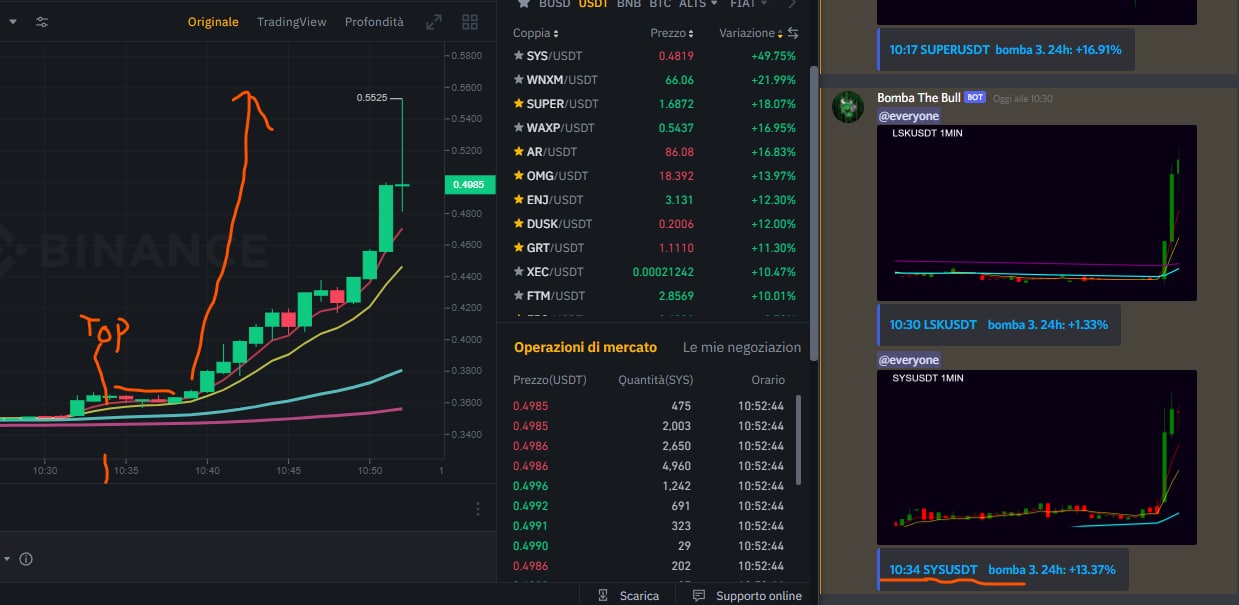 Originale TradingView Profondità
0.5800
0.5600
0.5400
0.5200
0.4985
0.4800
0.4600
0.4400
0.4200
0.4000
0.3800
0.3600
0.3400
0.5525
BINANCE
TOP
10:30 10:35 10:40 10:45 10:50 1
BUSD USDT BNB BTC ALTS FIAT
Coppia Prezzo Variazione
SYS/USDT 0.4819 +49.75%
WNXM/USDT 66.06 +21.99%
SUPER/USDT 1.6872 +18.07%
WAXP/USDT 0.5437 +16.95%
AR/USDT 86.08 +16.83%
OMG/USDT 18.392 +13.97%
ENJ/USDT 3.131 +12.30%
DUSK/USDT 0.2006 +12.00%
GRT/USDT 1.1110 +11.30%
XEC/USDT 0.00021242 +10.47%
FTM/USDT 2.8569 +10.01%
Operazioni di mercato Le mie negoziazion
Prezzo(USDT) Quantità(SYS) Orario
0.4985 475 10:52:44
0.4985 2,003 10:52:44
0.4986 2,650 10:52:44
0.4986 4,960 10:52:44
0.4996 1,242 10:52:44
0.4992 691 10:52:44
0.4991 323 10:52:44
0.4990 29 10:52:44
0.4986 202 10:52:44
Scarica Supporto online
10:17 SUPERUSDT bomba 3. 24h: +16.91%
Bomba The Bull BOT Oggi alle 10:30
@everyone
LSKUSDT 1MIN
10:30 LSKUSDT bomba 3. 24h: +1.33%
@everyone
SYSUSDT 1MIN
10:34 SYSUSDT bomba 3. 24h: +13.37%